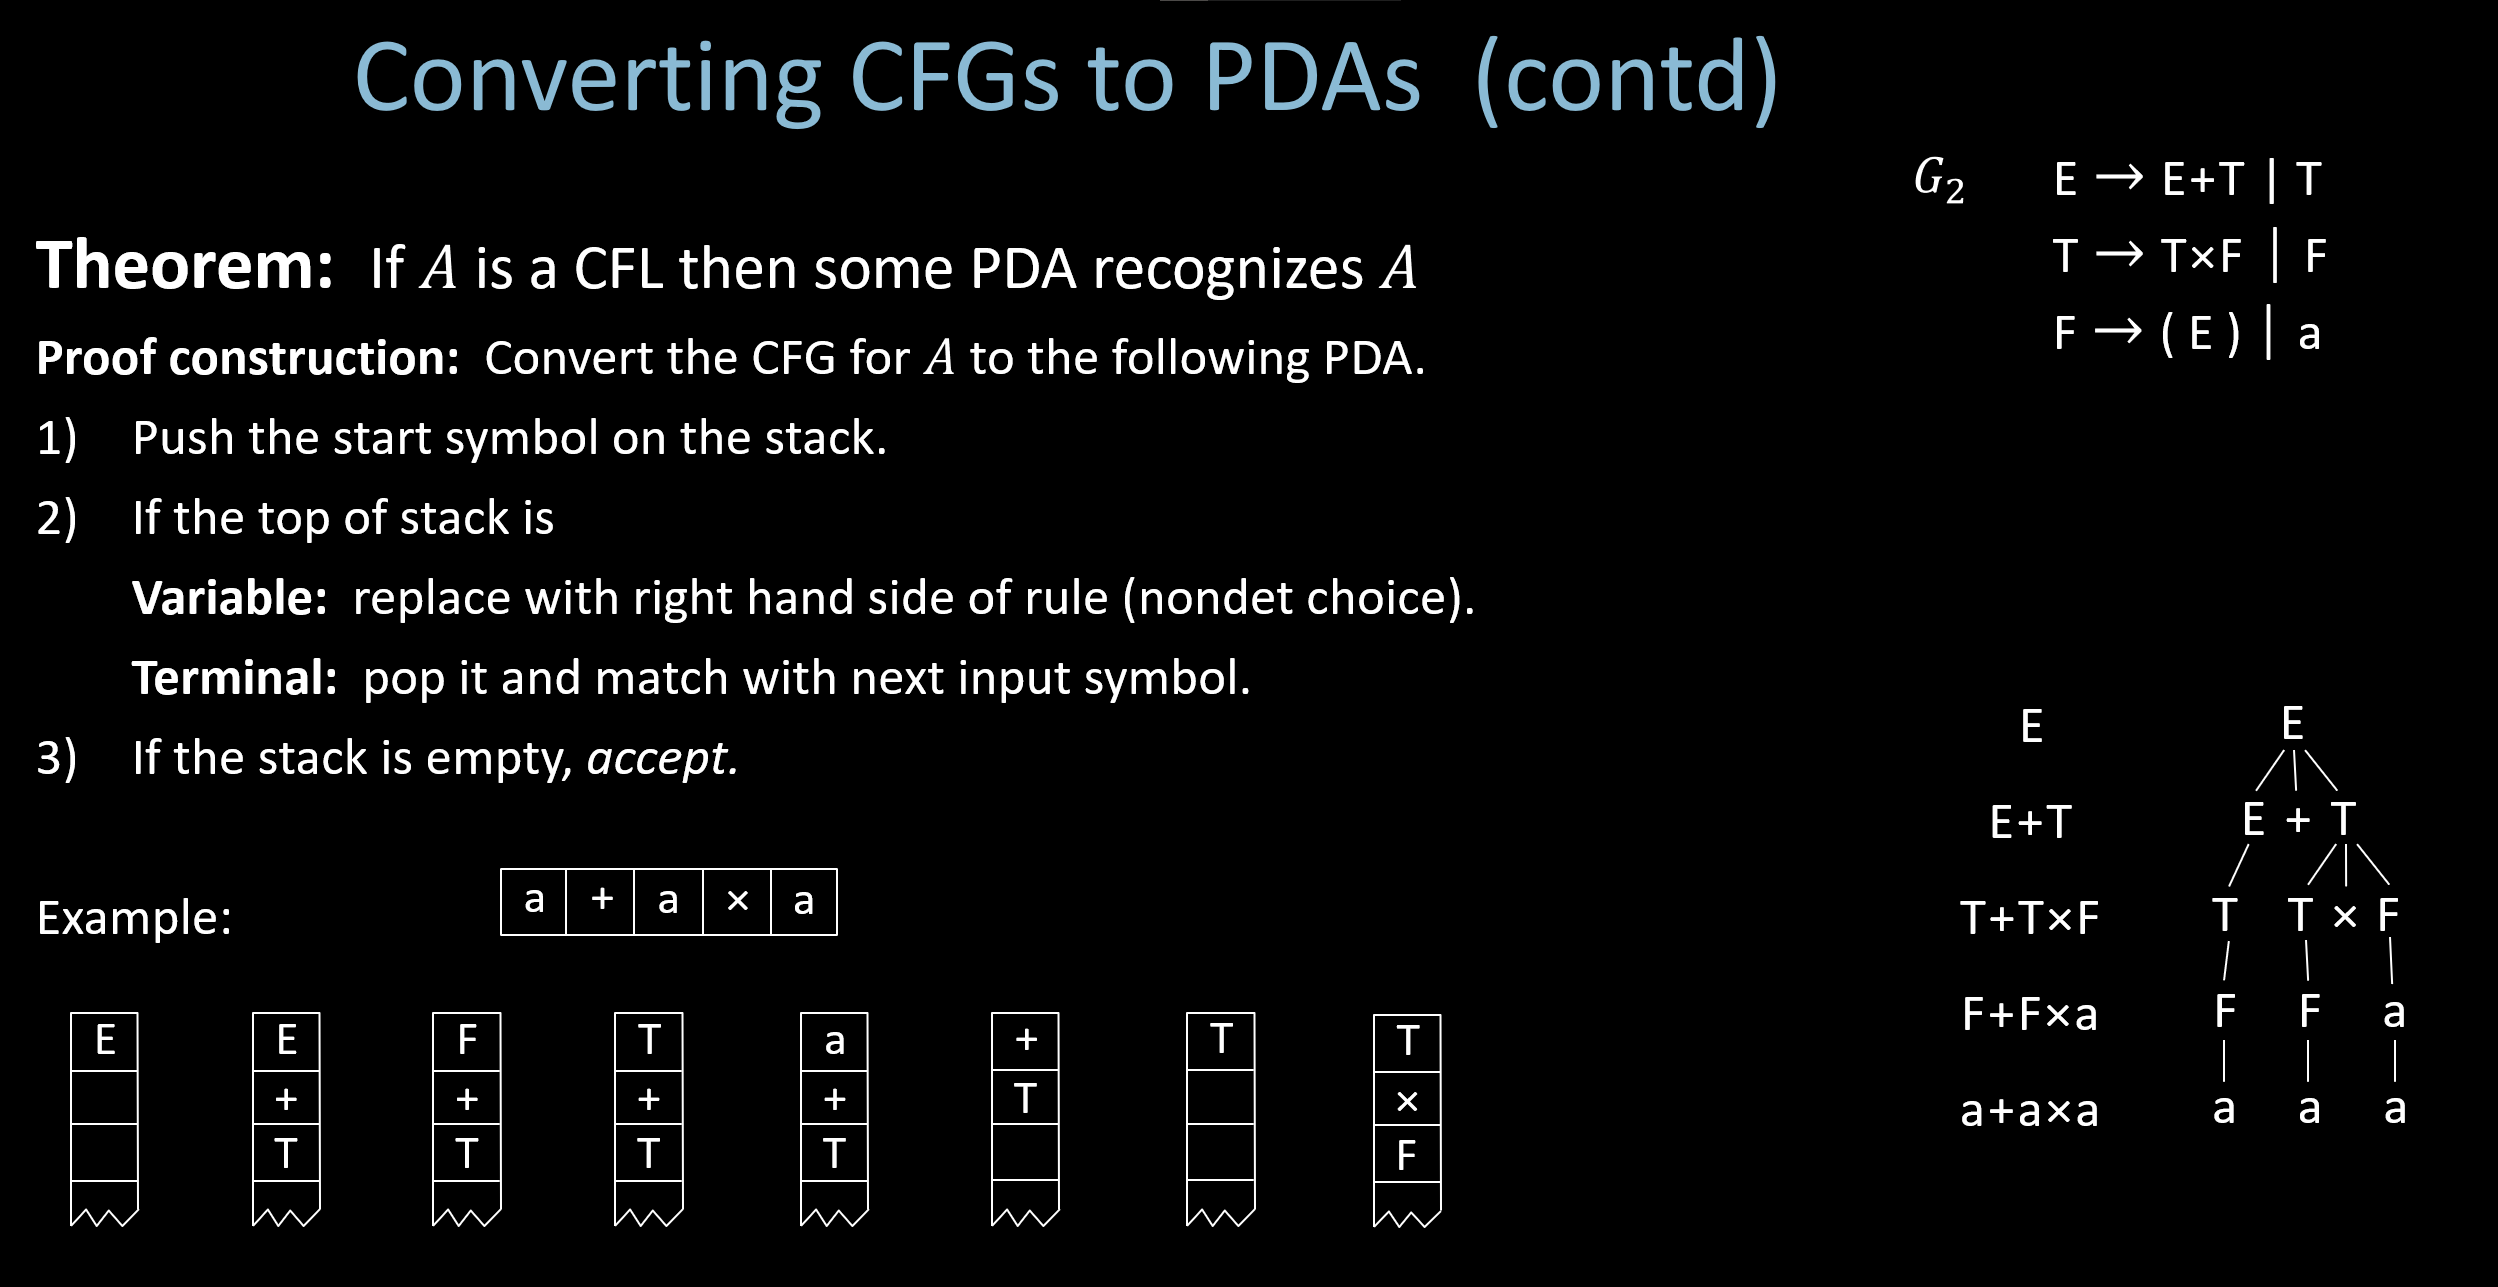 Converting CFGs to PDAs (contd)
G₂ E → E+T | T
T → T×F | F
F → ( E ) | a
Theorem: If A is a CFL then some PDA recognizes A
Proof construction: Convert the CFG for A to the following PDA.
1) Push the start symbol on the stack.
2) If the top of stack is
Variable: replace with right hand side of rule (nondet choice).
Terminal: pop it and match with next input symbol.
3) If the stack is empty, accept.
Example: a + a × a
E E F T a + T T
+ + + + T ×
T T T T F
E
E+T
T+T×F
F+F×a
a+a×a
E
E + T
T T × F
F F a
a a a